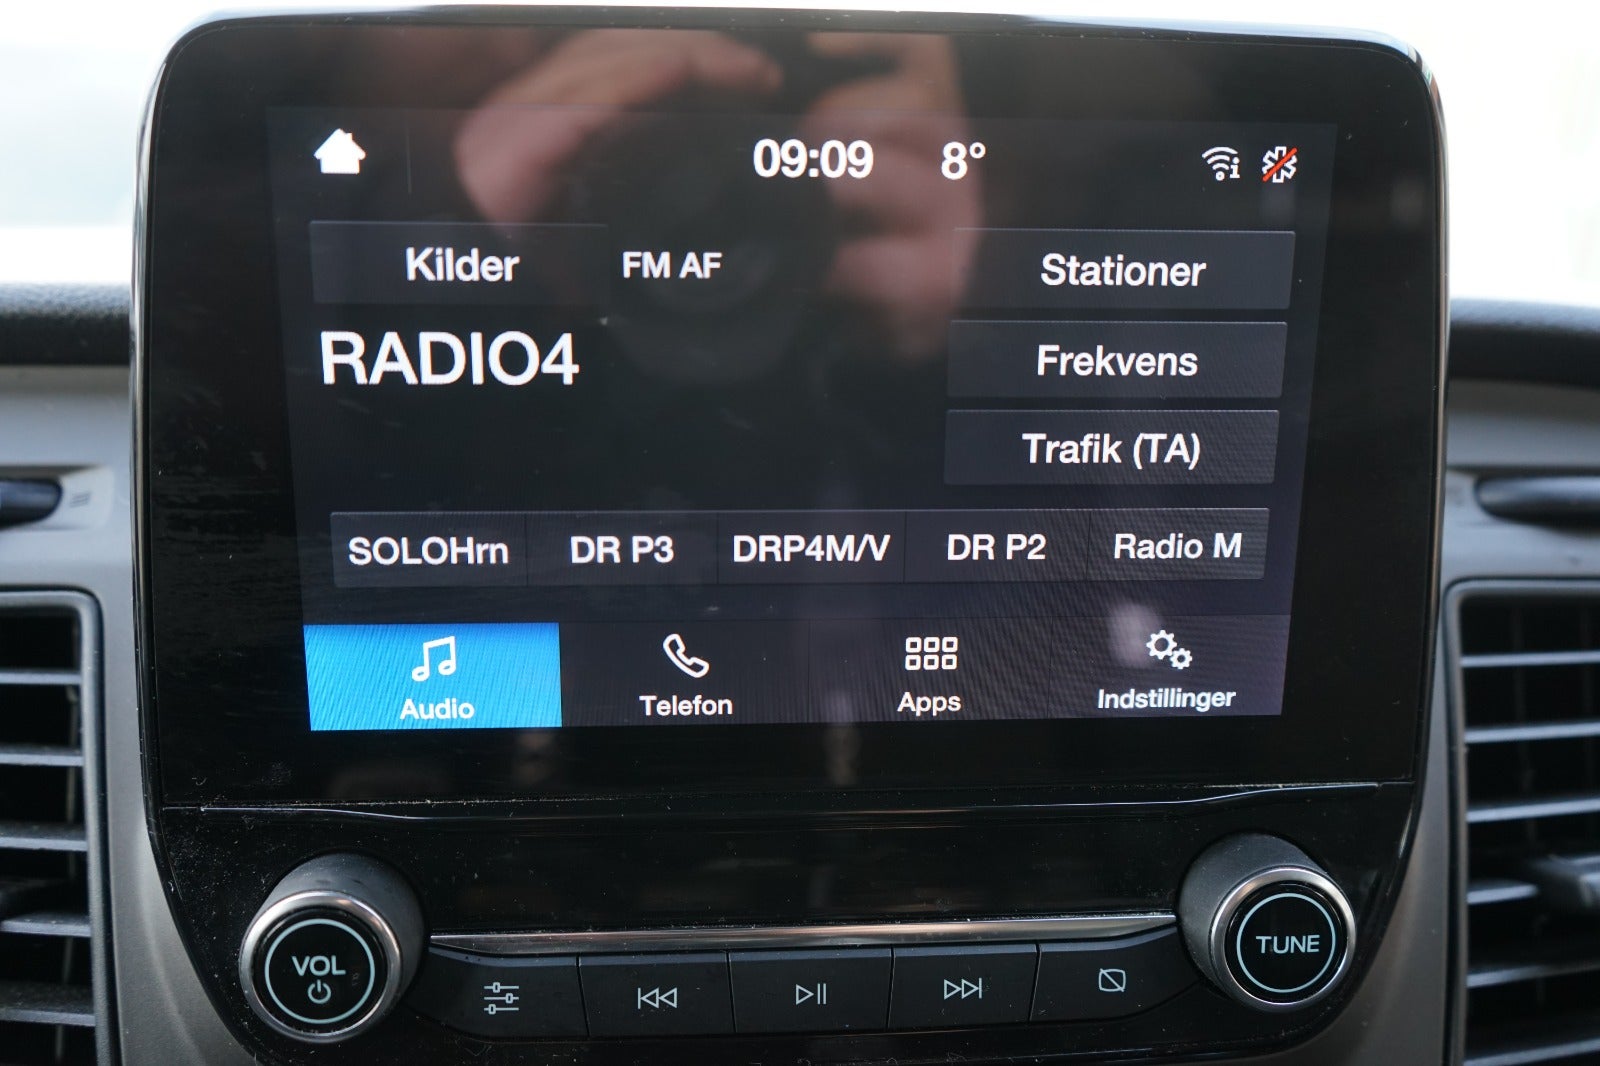 09:09 8°
Kilder FM AF Stationer
RADIO4 Frekvens
Trafik (TA)
SOLOHrn DR P3 DRP4M/V DR P2 Radio M
Audio Telefon Apps Indstillinger
VOL TUNE